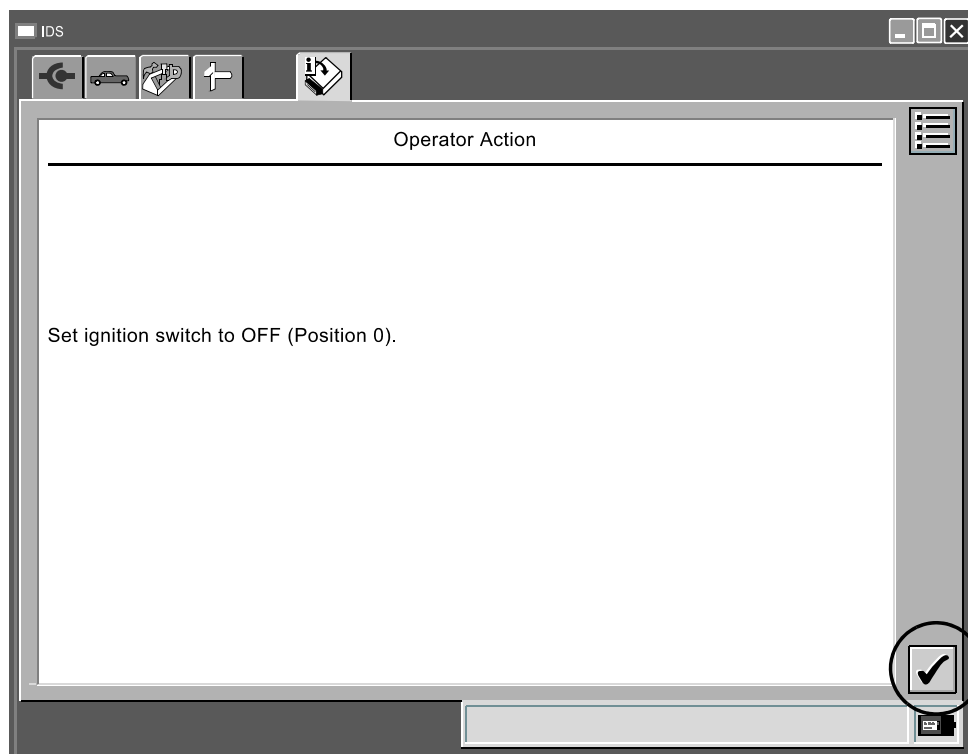 IDS
Operator Action
Set ignition switch to OFF (Position 0).